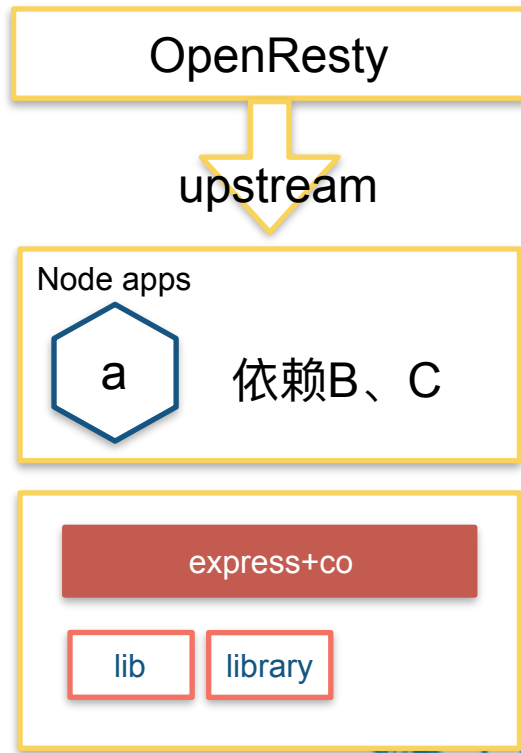 OpenResty
upstream
Node apps
a
依赖B、C
express+co
lib
library